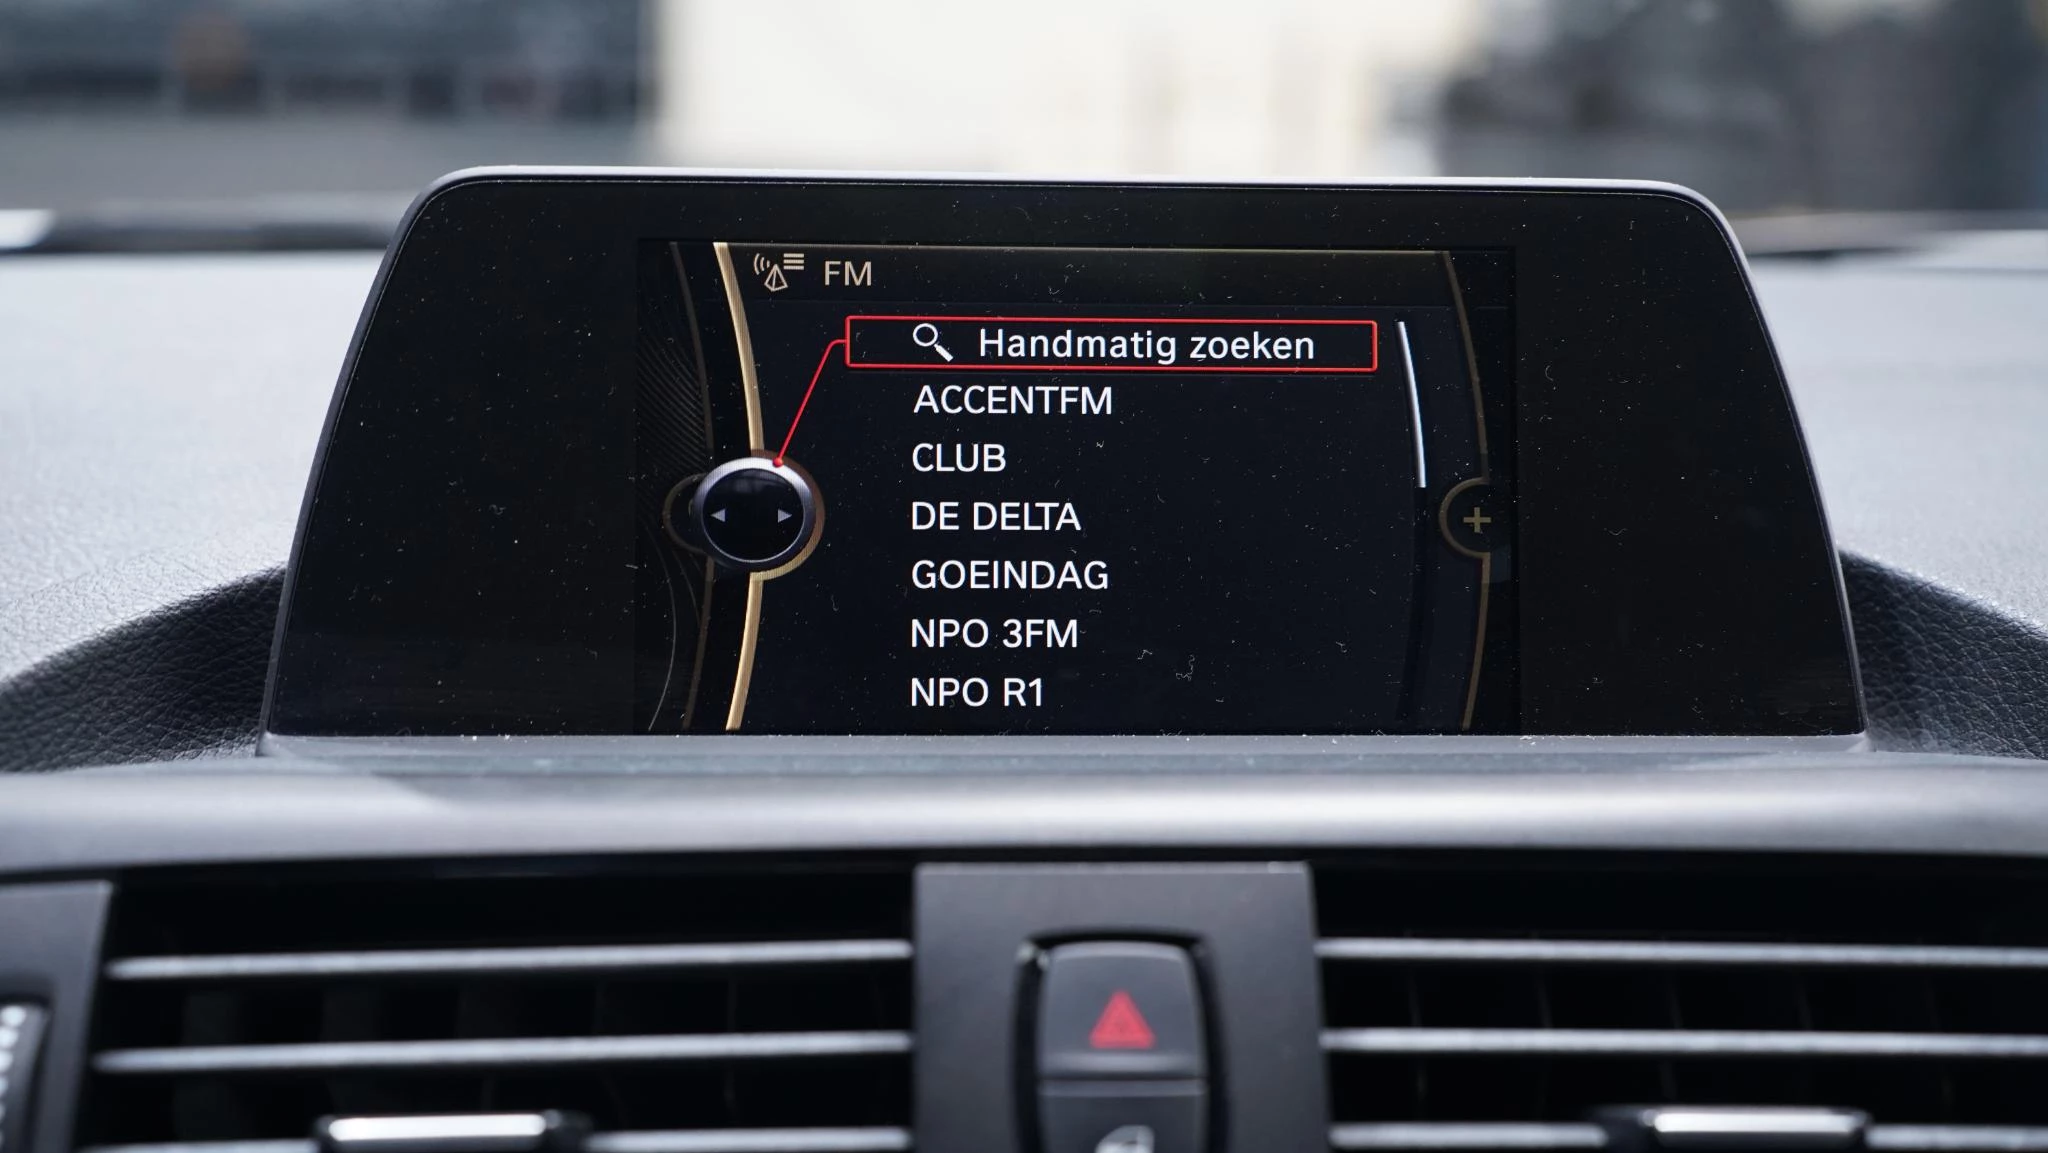 FM
Handmatig zoeken
ACCENTFM
CLUB
DE DELTA
GOEINDAG
NPO 3FM
NPO R1